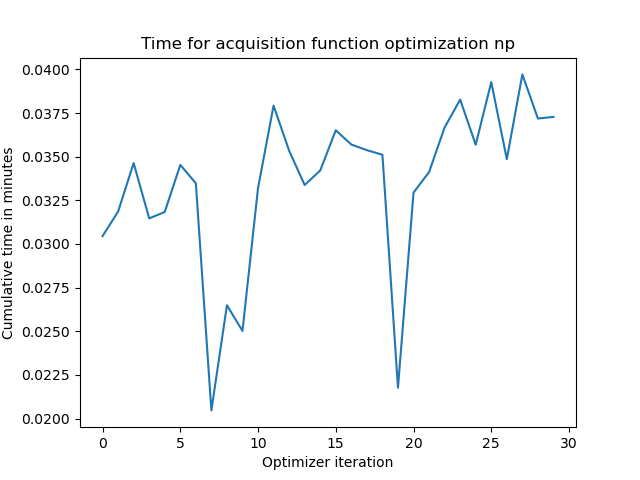 Time for acquisition function optimization np
0.0400
0.0375
0.0350
0.0325
0.0300
0.0275
0.0250
0.0225
0.0200
Cumulative time in minutes
0 5 10 15 20 25 30
Optimizer iteration